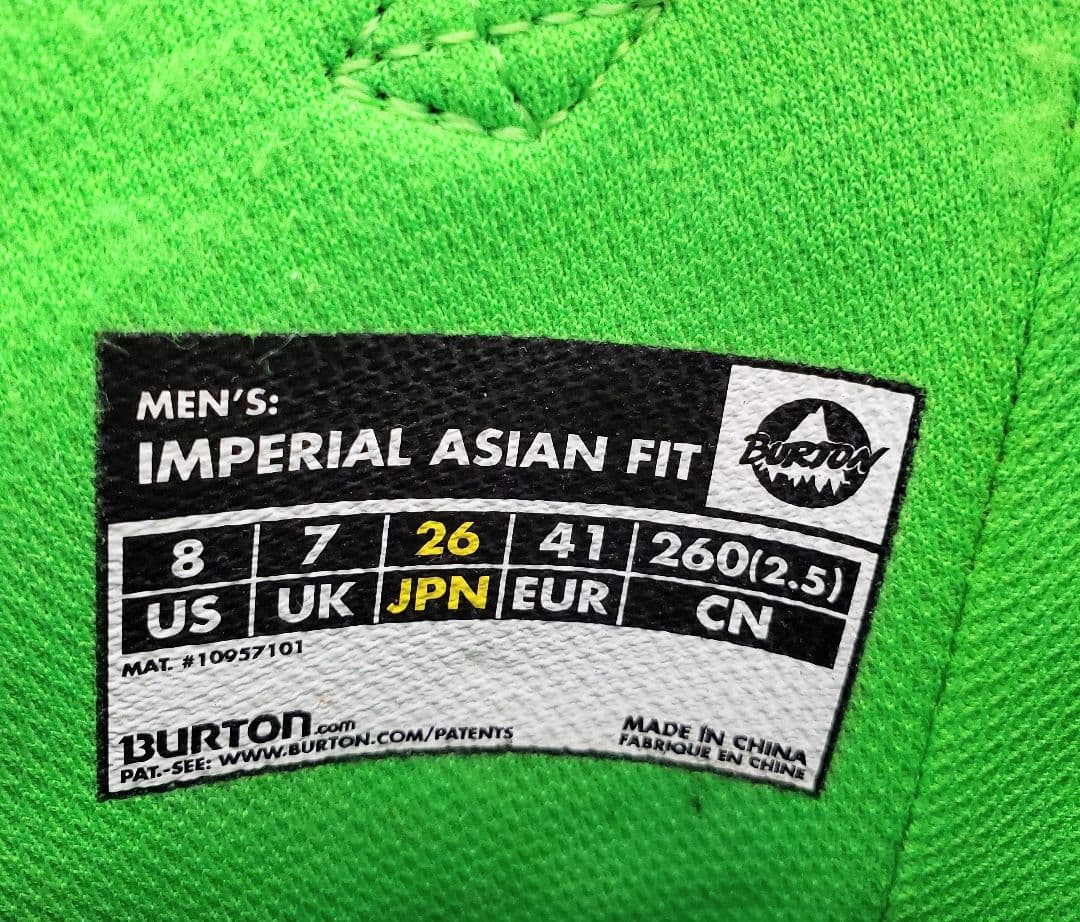 MEN'S:
IMPERIAL ASIAN FIT
BURTON
8 7 26 41 260(2.5)
US UK JPN EUR CN
MAT. #10957101
BURTON.com
PAT.-SEE: WWW.BURTON.COM/PATENTS
MADE IN CHINA
FABRIQUE EN CHINE